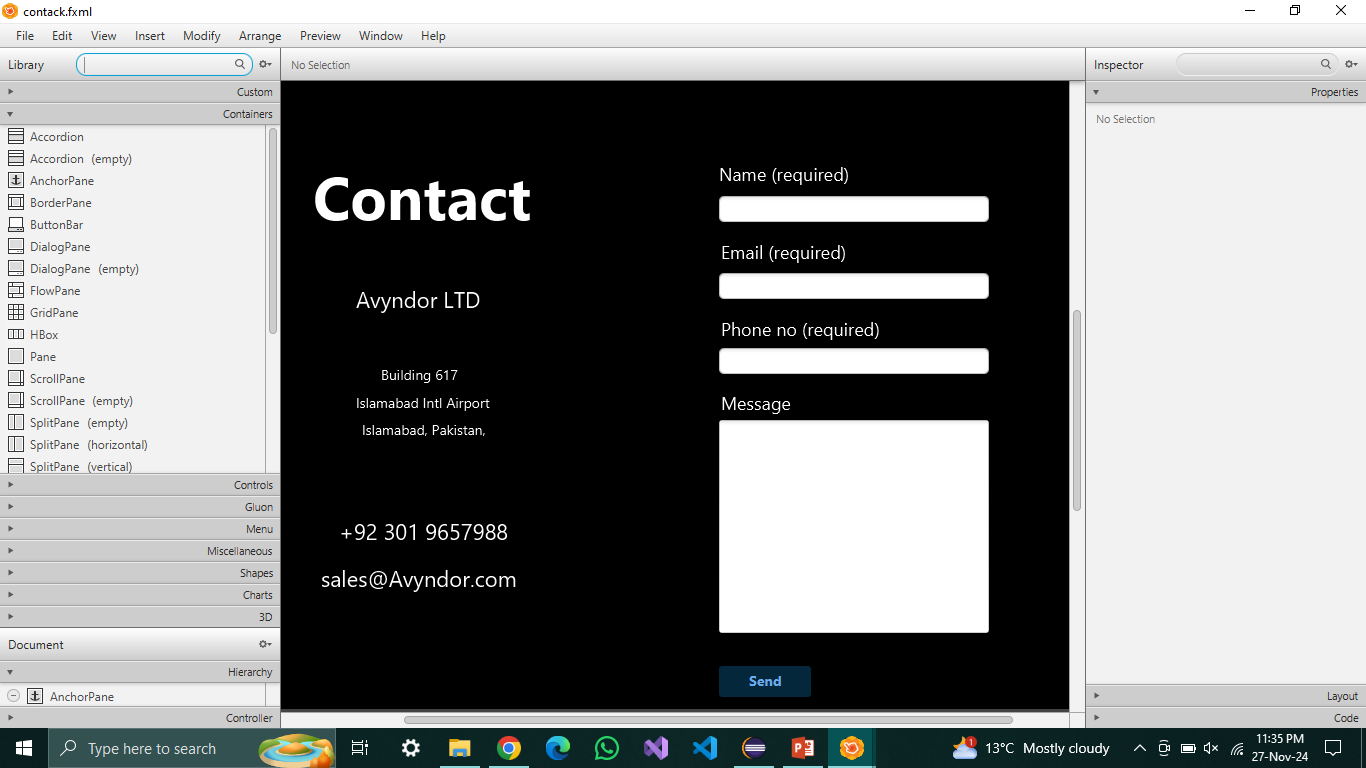 contack.fxml
File Edit View Insert Modify Arrange Preview Window Help
Library
No Selection
Inspector
Custom
Containers
Accordion
Accordion (empty)
AnchorPane
BorderPane
ButtonBar
DialogPane
DialogPane (empty)
FlowPane
GridPane
HBox
Pane
ScrollPane
ScrollPane (empty)
SplitPane (empty)
SplitPane (horizontal)
SplitPane (vertical)
Controls
Gluon
Menu
Miscellaneous
Shapes
Charts
3D
Document
Hierarchy
AnchorPane
Controller
Contact
Avyndor LTD
Building 617
Islamabad Intl Airport
Islamabad, Pakistan,
+92 301 9657988
sales@Avyndor.com
Name (required)
Email (required)
Phone no (required)
Message
Send
Properties
No Selection
Layout
Code
Type here to search
1
13°C Mostly cloudy
11:35 PM
27-Nov-24